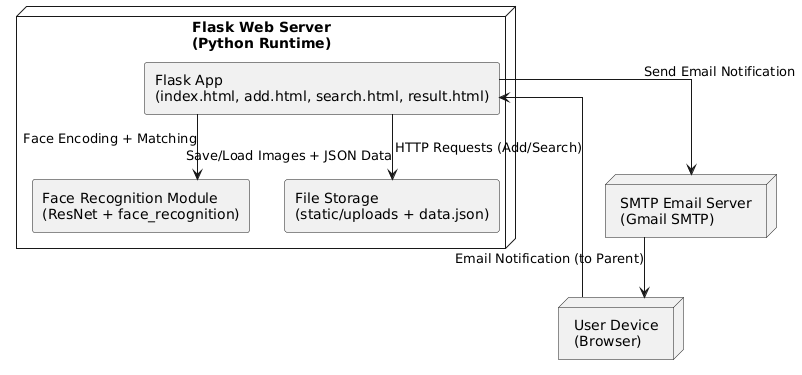 Flask Web Server
(Python Runtime)
Send Email Notification
Flask App
(index.html, add.html, search.html, result.html)
Face Encoding + Matching
HTTP Requests (Add/Search)
Save/Load Images + JSON Data
Face Recognition Module
(ResNet + face_recognition)
File Storage
(static/uploads + data.json)
SMTP Email Server
(Gmail SMTP)
Email Notification (to Parent)
User Device
(Browser)